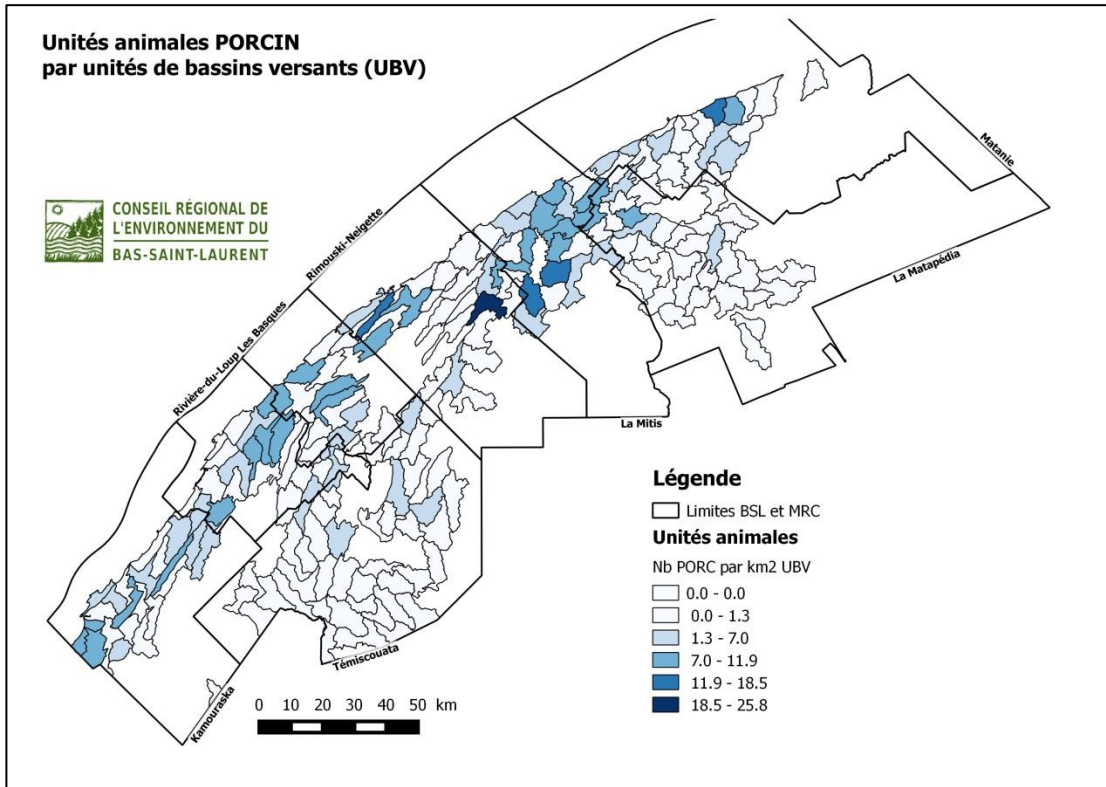 Unités animales PORCIN
par unités de bassins versants (UBV)
CONSEIL RÉGIONAL DE
L'ENVIRONNEMENT DU
BAS-SAINT-LAURENT
Matanie
La Matapédia
Rimouski-Neigette
Rivière-du-Loup Les Basques
La Mitis
Témiscouata
Kamouraska
0 10 20 30 40 50 km
Légende
Limites BSL et MRC
Unités animales
Nb PORC par km2 UBV
0.0 - 0.0
0.0 - 1.3
1.3 - 7.0
7.0 - 11.9
11.9 - 18.5
18.5 - 25.8